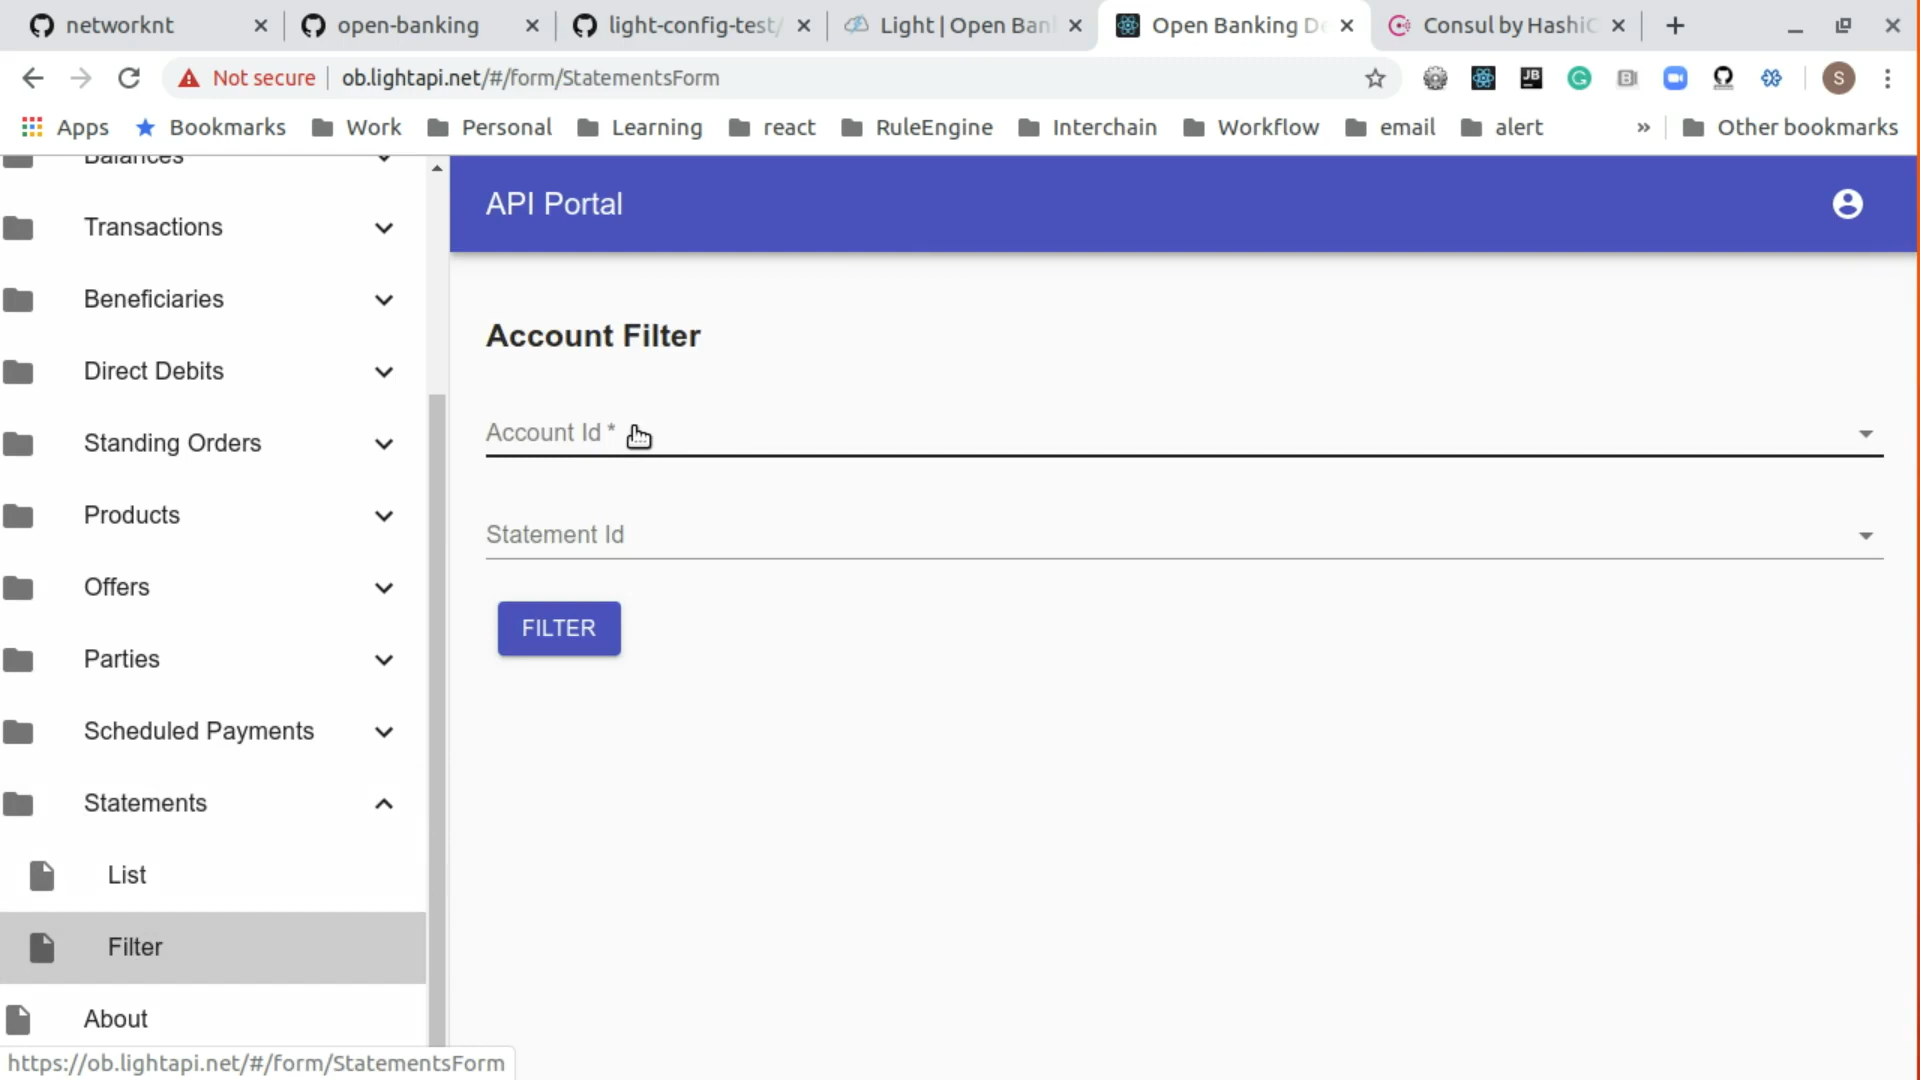 networknt
open-banking
light-config-test/
Light | Open Ban
Open Banking De
Consul by HashiC
Not secure
ob.lightapi.net/#/form/StatementsForm
S
Apps
Bookmarks
Work
Personal
Learning
react
RuleEngine
Interchain
Workflow
email
alert
»
Other bookmarks
Balances
Transactions
Beneficiaries
Direct Debits
Standing Orders
Products
Offers
Parties
Scheduled Payments
Statements
List
Filter
About
https://ob.lightapi.net/#/form/StatementsForm
API Portal
Account Filter
Account Id *
Statement Id
FILTER